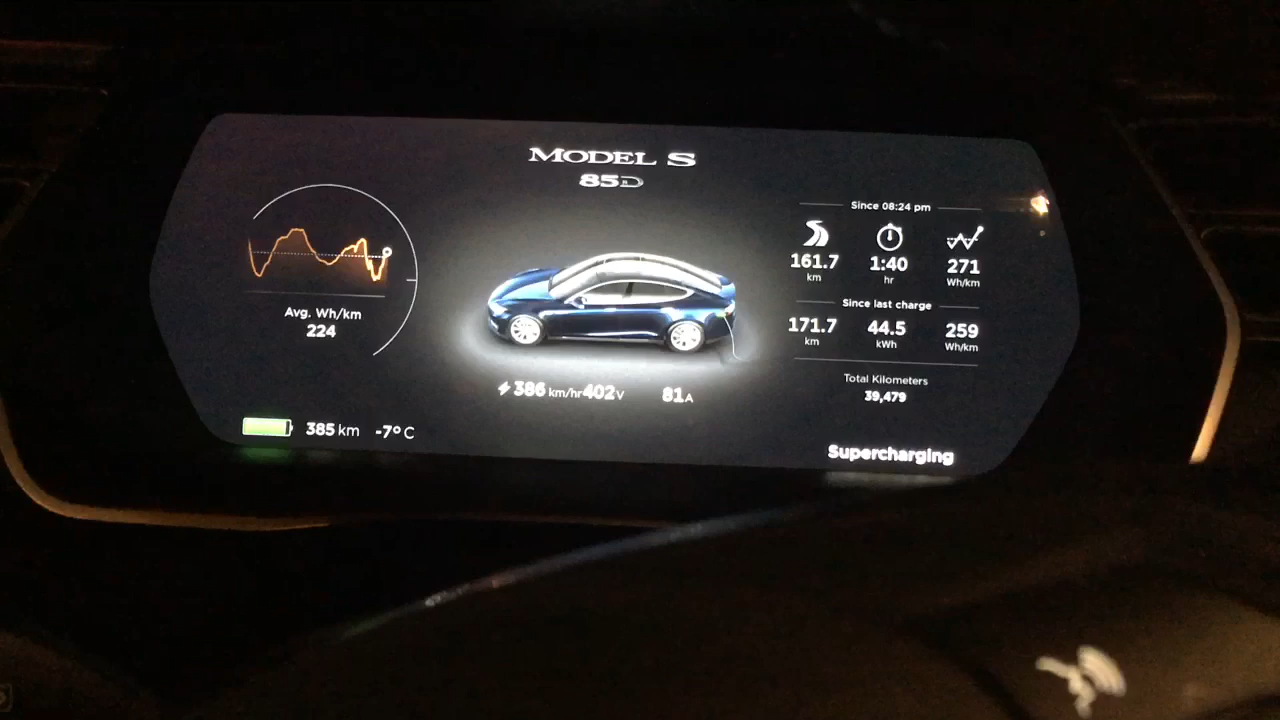 MODEL S
85D
Avg. Wh/km
224
385 km -7°C
386 km/hr 402V 81A
Since 08:24 pm
161.7 1:40 271
km hr Wh/km
Since last charge
171.7 44.5 259
km kWh Wh/km
Total Kilometers
39,479
Supercharging